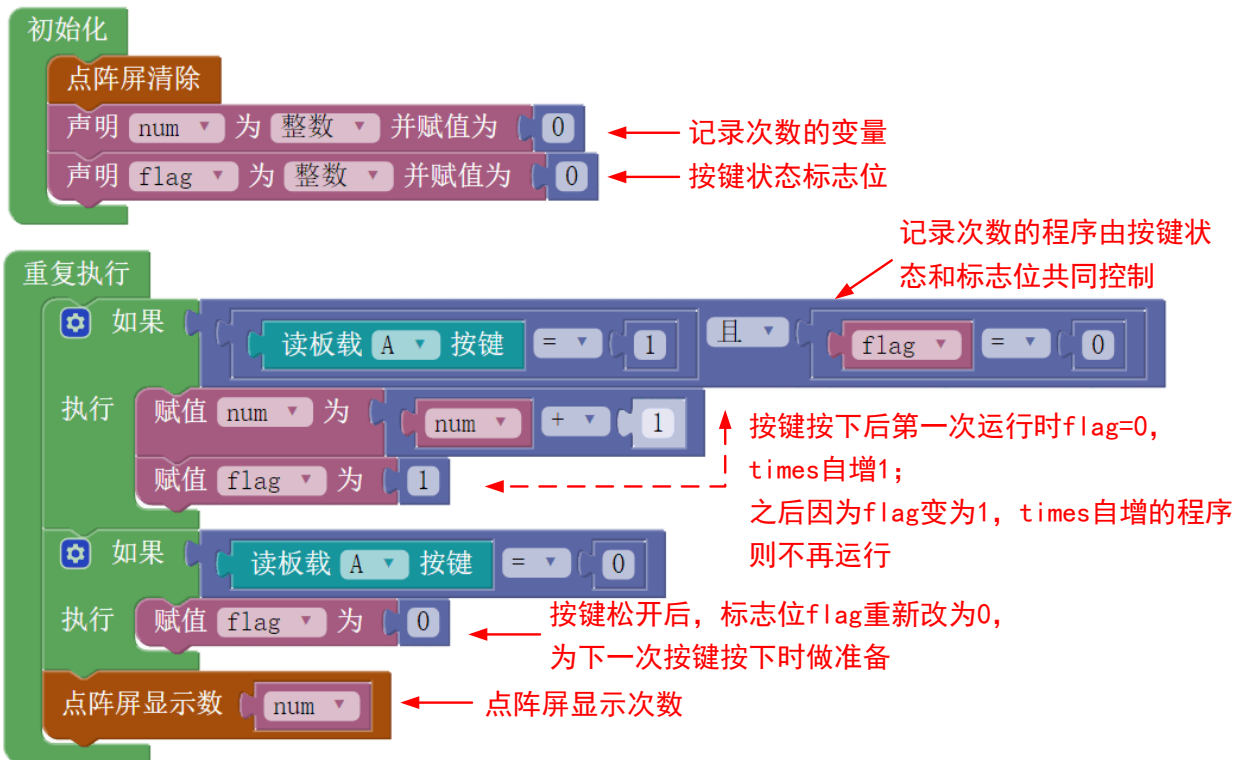 初始化
点阵屏清除
声明 num 为 整数 并赋值为 0
记录次数的变量
声明 flag 为 整数 并赋值为 0
按键状态标志位
记录次数的程序由按键状
态和标志位共同控制
重复执行
如果 读板载 A 按键 = 1 且 flag = 0
执行 赋值 num 为 num + 1
赋值 flag 为 1
按键按下后第一次运行时flag=0,
times自增1;
之后因为flag变为1, times自增的程序
则不再运行
如果 读板载 A 按键 = 0
执行 赋值 flag 为 0
按键松开后, 标志位flag重新改为0,
为下一次按键按下时做准备
点阵屏显示数 num
点阵屏显示次数